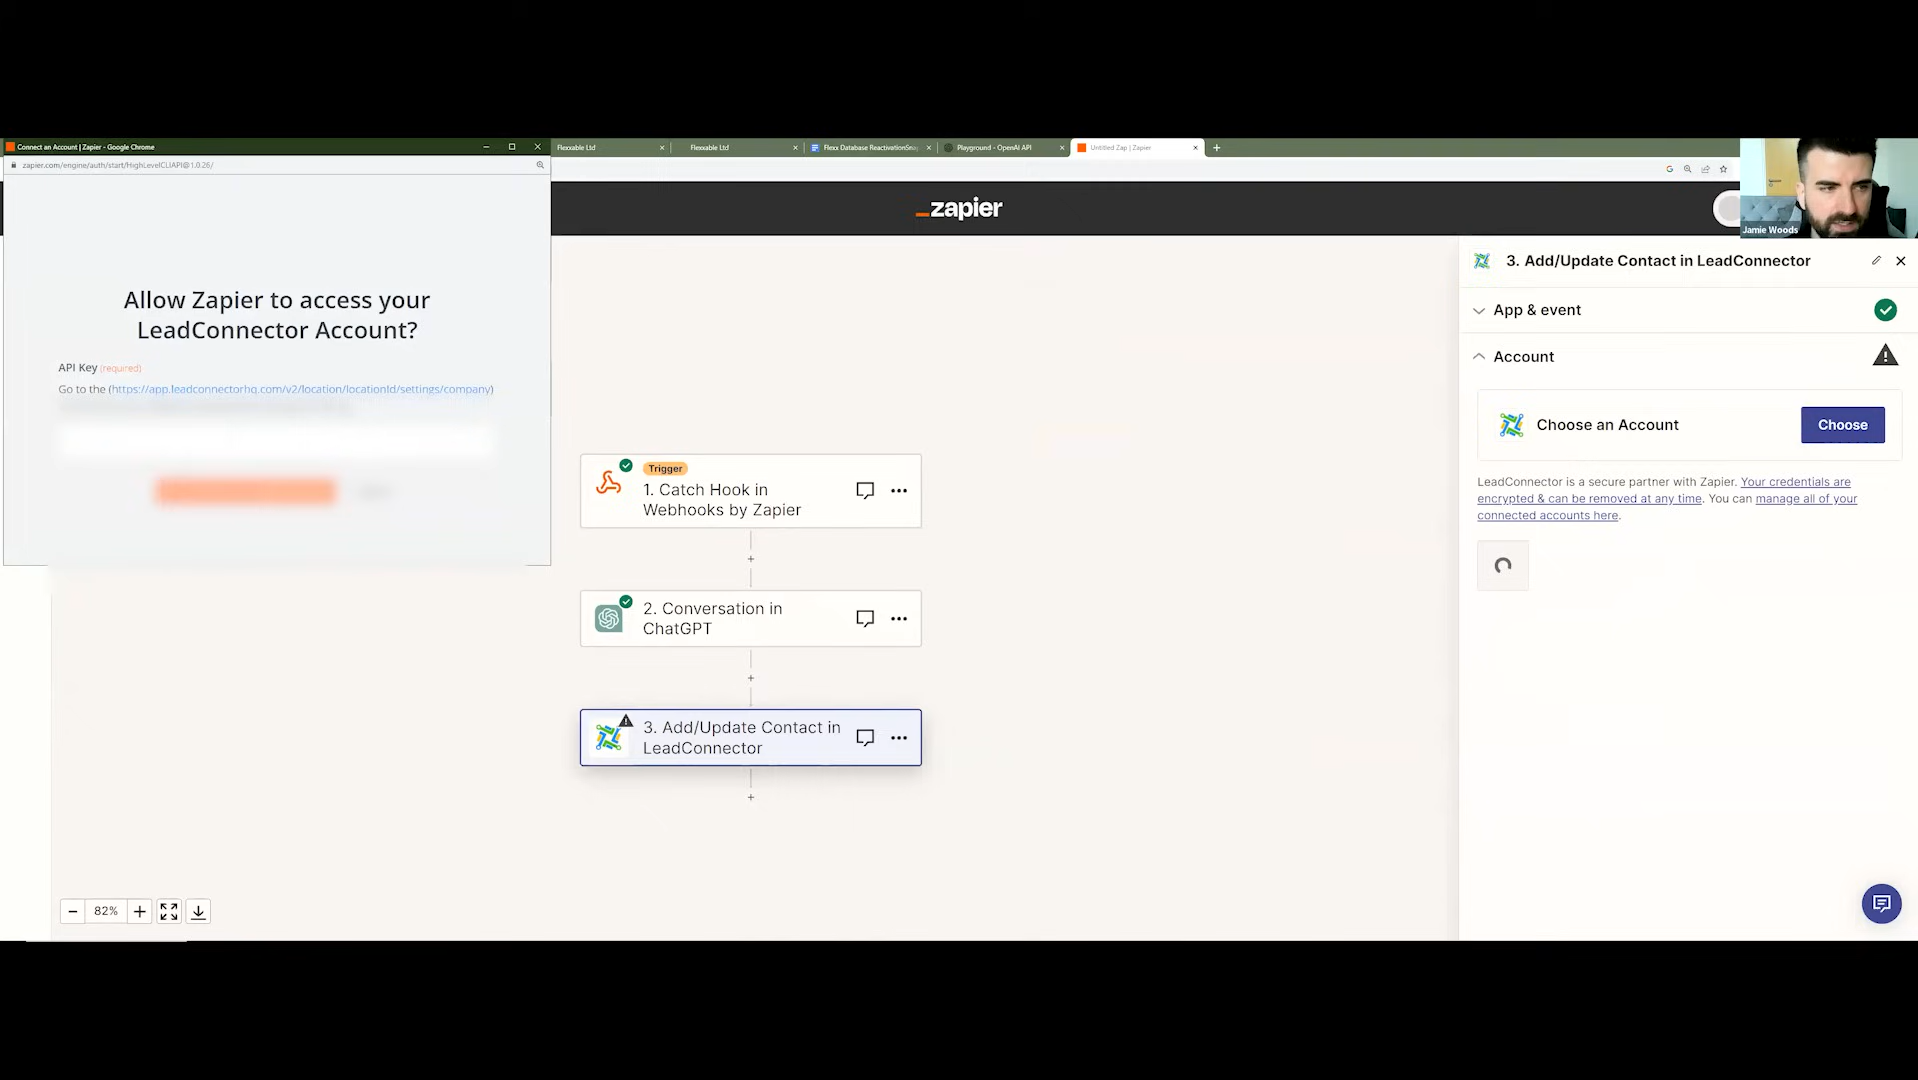 Connect an Account | Zapier - Google Chrome
zapier.com/engine/auth/start/HighLevelCLIAPI@1.0.26/
Allow Zapier to access your
LeadConnector Account?
API Key (required)
Go to the (https://app.leadconnectorhq.com/v2/location/locationId/settings/company)
Flexxable Ltd
Flexxable Ltd
Flexx Database ReactivationSna
Playground - OpenAI API
Untitled Zap | Zapier
zapier
Jamie Woods
Trigger
1. Catch Hook in
Webhooks by Zapier
2. Conversation in
ChatGPT
3. Add/Update Contact in
LeadConnector
82%
3. Add/Update Contact in LeadConnector
App & event
Account
Choose an Account
Choose
LeadConnector is a secure partner with Zapier. Your credentials are
encrypted & can be removed at any time. You can manage all of your
connected accounts here.